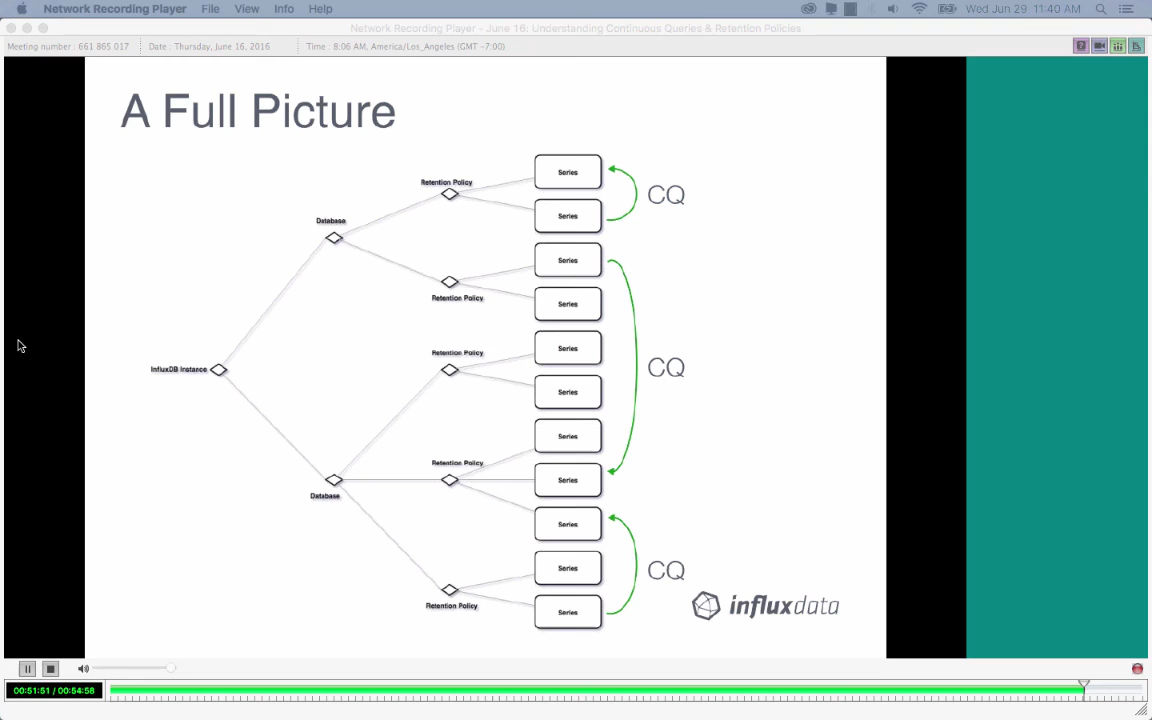 Network Recording Player File View Info Help Wed Jun 29 11:40 AM
Network Recording Player - June 16: Understanding Continuous Queries & Retention Policies
Meeting number : 661 865 017 Date : Thursday, June 16, 2016 Time : 8:06 AM, America/Los_Angeles (GMT -7:00)
A Full Picture
Retention Policy
Series
CQ
Series
Database
Series
Retention Policy
Series
Retention Policy
Series
CQ
InfluxDB Instance
Series
Series
Retention Policy
Series
Database
Series
CQ
Series
Retention Policy
Series
influxdata
00:51:51 / 00:54:58